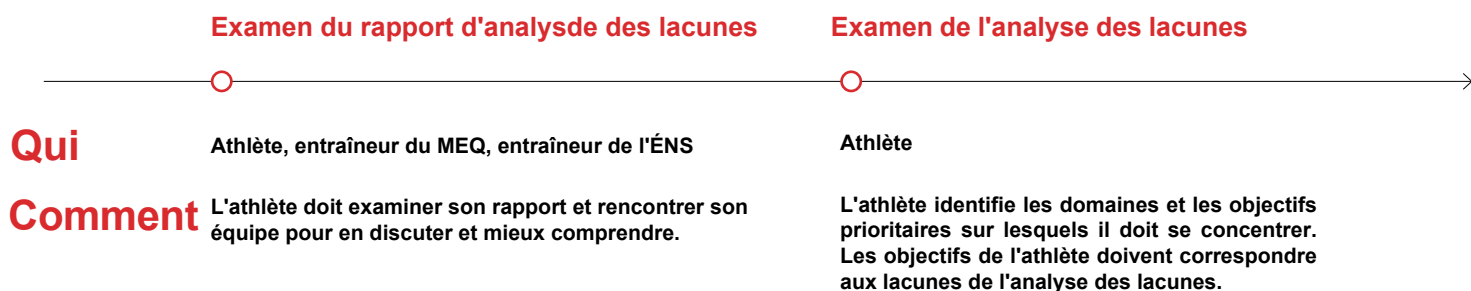 Examen du rapport d'analysde des lacunes
Examen de l'analyse des lacunes
Qui
Athlète, entraîneur du MEQ, entraîneur de l'ÉNS
Athlète
Comment
L'athlète doit examiner son rapport et rencontrer son
équipe pour en discuter et mieux comprendre.
L'athlète identifie les domaines et les objectifs
prioritaires sur lesquels il doit se concentrer.
Les objectifs de l'athlète doivent correspondre
aux lacunes de l'analyse des lacunes.